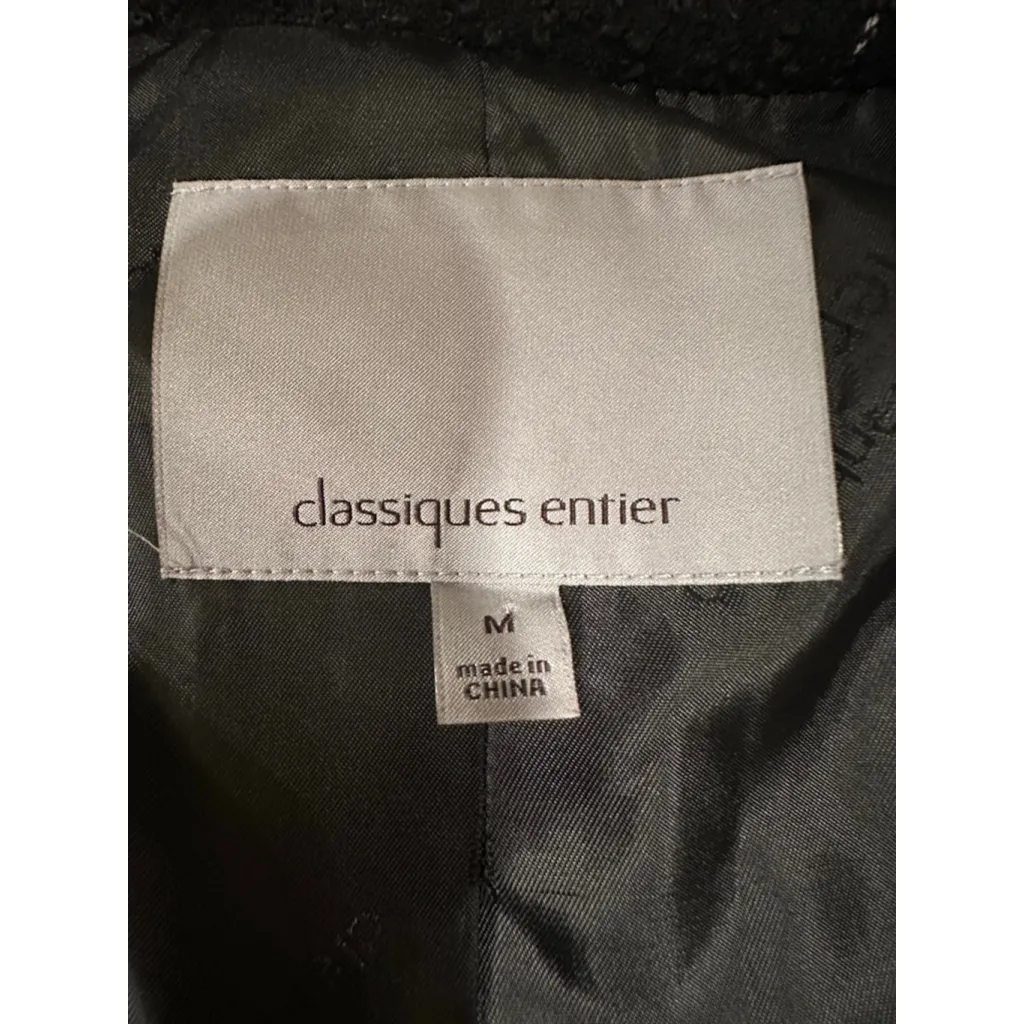 classiques entier
M
made in
CHINA